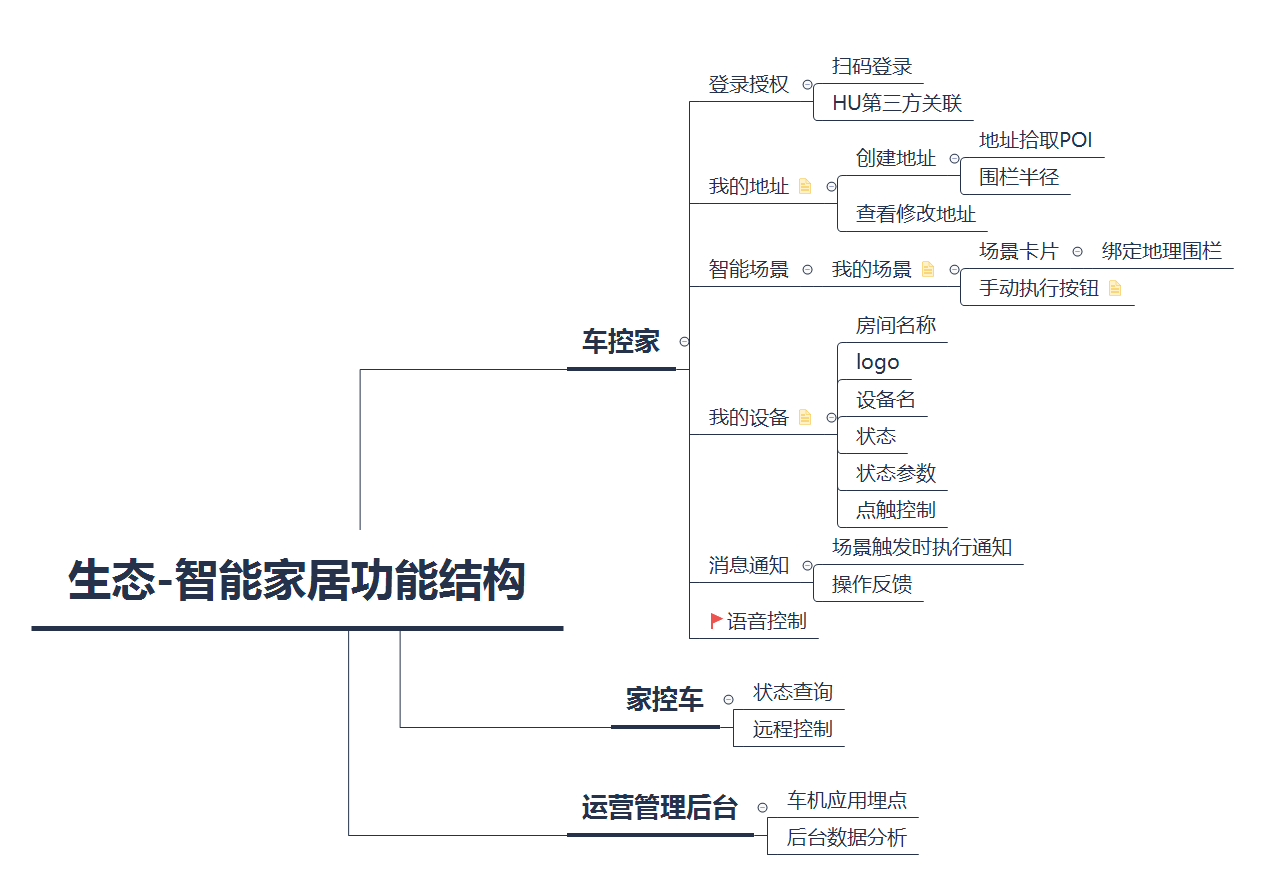 生态-智能家居功能结构
车控家
登录授权
扫码登录
HU第三方关联
我的地址
创建地址
地址拾取POI
围栏半径
查看修改地址
智能场景
我的场景
场景卡片
绑定地理围栏
手动执行按钮
我的设备
房间名称
logo
设备名
状态
状态参数
点触控制
消息通知
场景触发时执行通知
操作反馈
语音控制
家控车
状态查询
远程控制
运营管理后台
车机应用埋点
后台数据分析